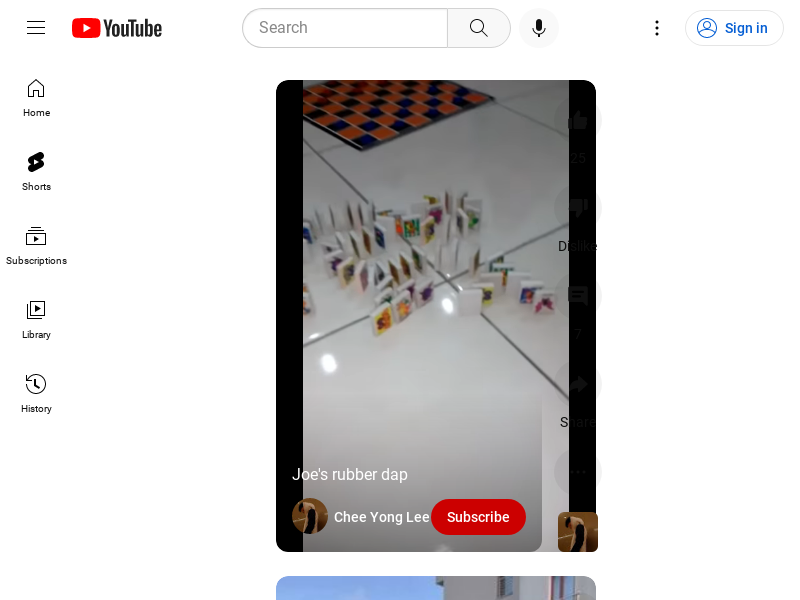 YouTube
Search
Sign in
Home
Shorts
Subscriptions
Library
History
25
Dislike
7
Share
Joe's rubber dap
Chee Yong Lee
Subscribe